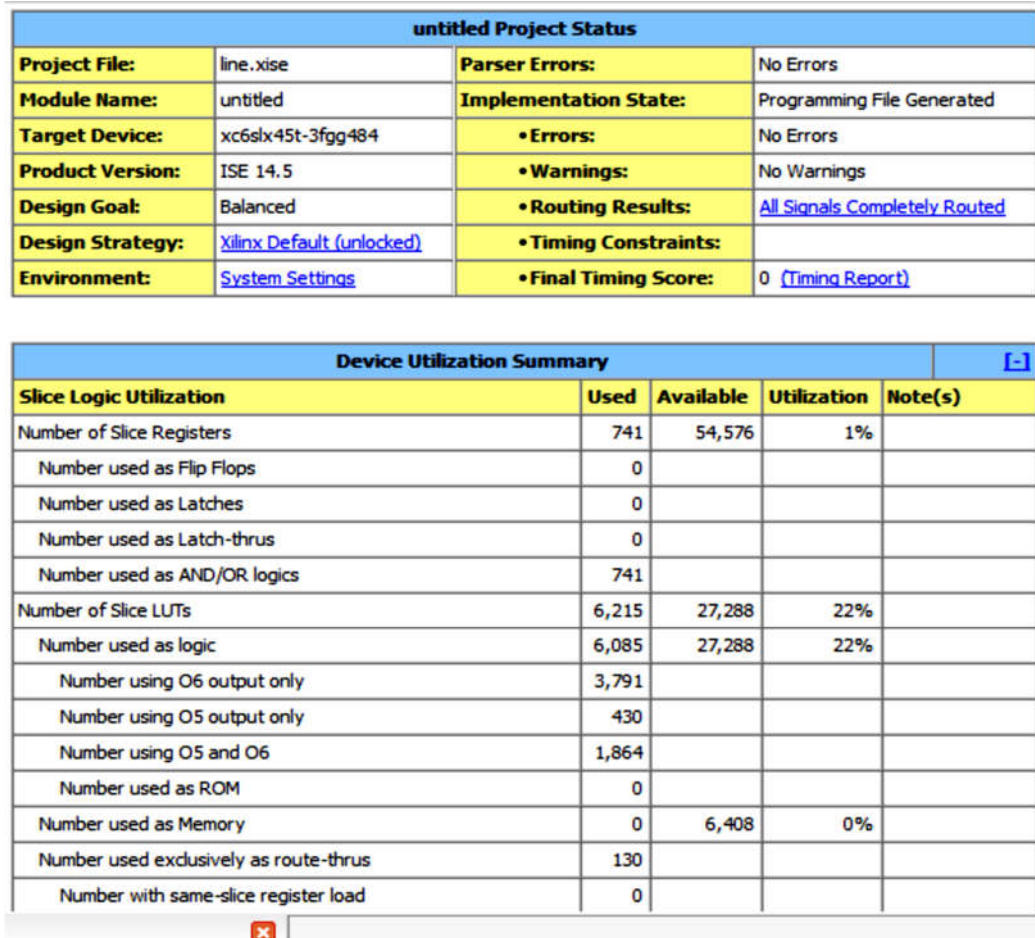 untitled Project Status
Project File: line.xise Parser Errors: No Errors
Module Name: untitled Implementation State: Programming File Generated
Target Device: xc6slx45t-3fgg484 •Errors: No Errors
Product Version: ISE 14.5 •Warnings: No Warnings
Design Goal: Balanced •Routing Results: All Signals Completely Routed
Design Strategy: Xilinx Default (unlocked) •Timing Constraints:
Environment: System Settings •Final Timing Score: 0 (Timing Report)
Device Utilization Summary [-]
Slice Logic Utilization Used Available Utilization Note(s)
Number of Slice Registers 741 54,576 1%
Number used as Flip Flops 0
Number used as Latches 0
Number used as Latch-thrus 0
Number used as AND/OR logics 741
Number of Slice LUTs 6,215 27,288 22%
Number used as logic 6,085 27,288 22%
Number using O6 output only 3,791
Number using O5 output only 430
Number using O5 and O6 1,864
Number used as ROM 0
Number used as Memory 0 6,408 0%
Number used exclusively as route-thrus 130
Number with same-slice register load 0